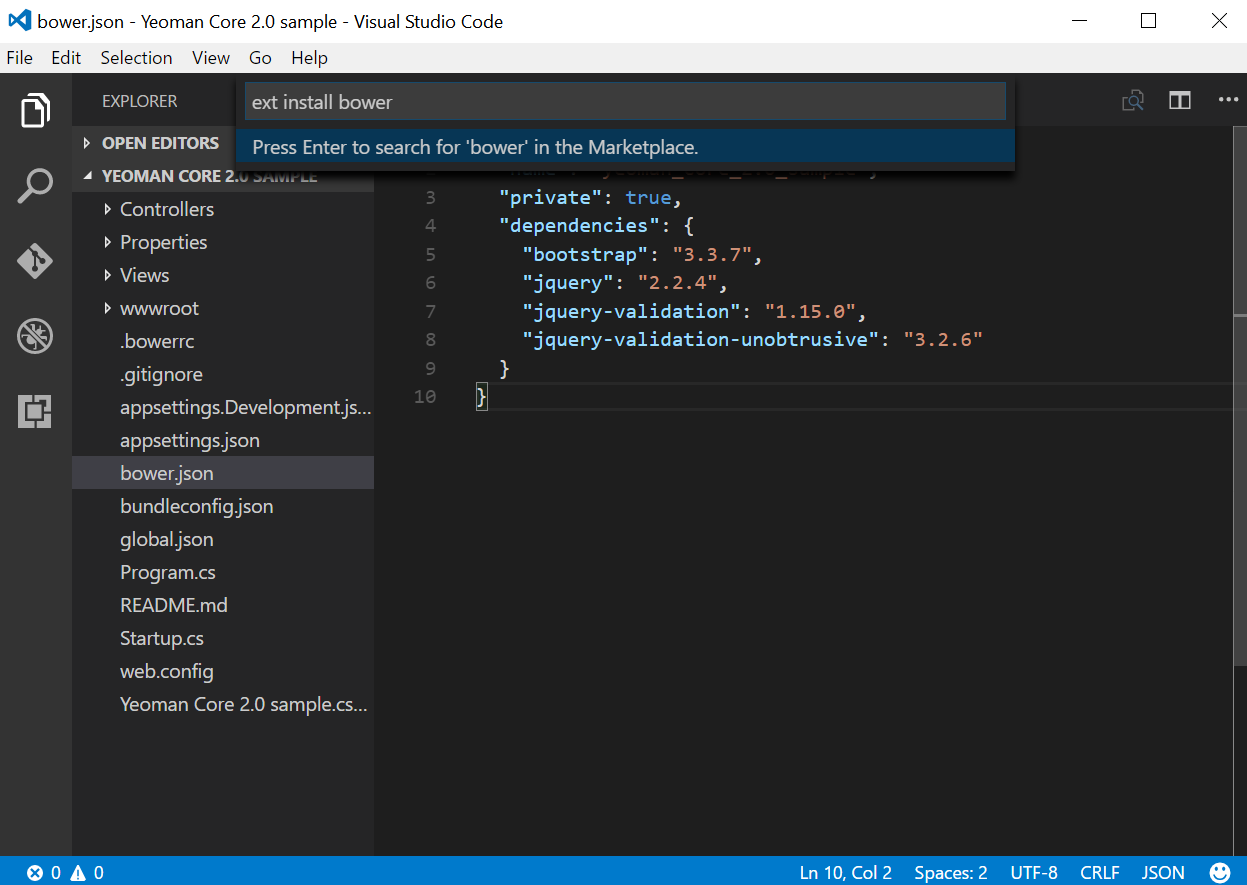 bower.json - Yeoman Core 2.0 sample - Visual Studio Code
File Edit Selection View Go Help
EXPLORER
ext install bower
Press Enter to search for 'bower' in the Marketplace.
OPEN EDITORS
YEOMAN CORE 2.0 SAMPLE
Controllers
Properties
Views
wwwroot
.bowerrc
.gitignore
appsettings.Development.js...
appsettings.json
bower.json
bundleconfig.json
global.json
Program.cs
README.md
Startup.cs
web.config
Yeoman Core 2.0 sample.cs...
3 "private": true,
4 "dependencies": {
5 "bootstrap": "3.3.7",
6 "jquery": "2.2.4",
7 "jquery-validation": "1.15.0",
8 "jquery-validation-unobtrusive": "3.2.6"
9 }
10 }
0 0 Ln 10, Col 2 Spaces: 2 UTF-8 CRLF JSON